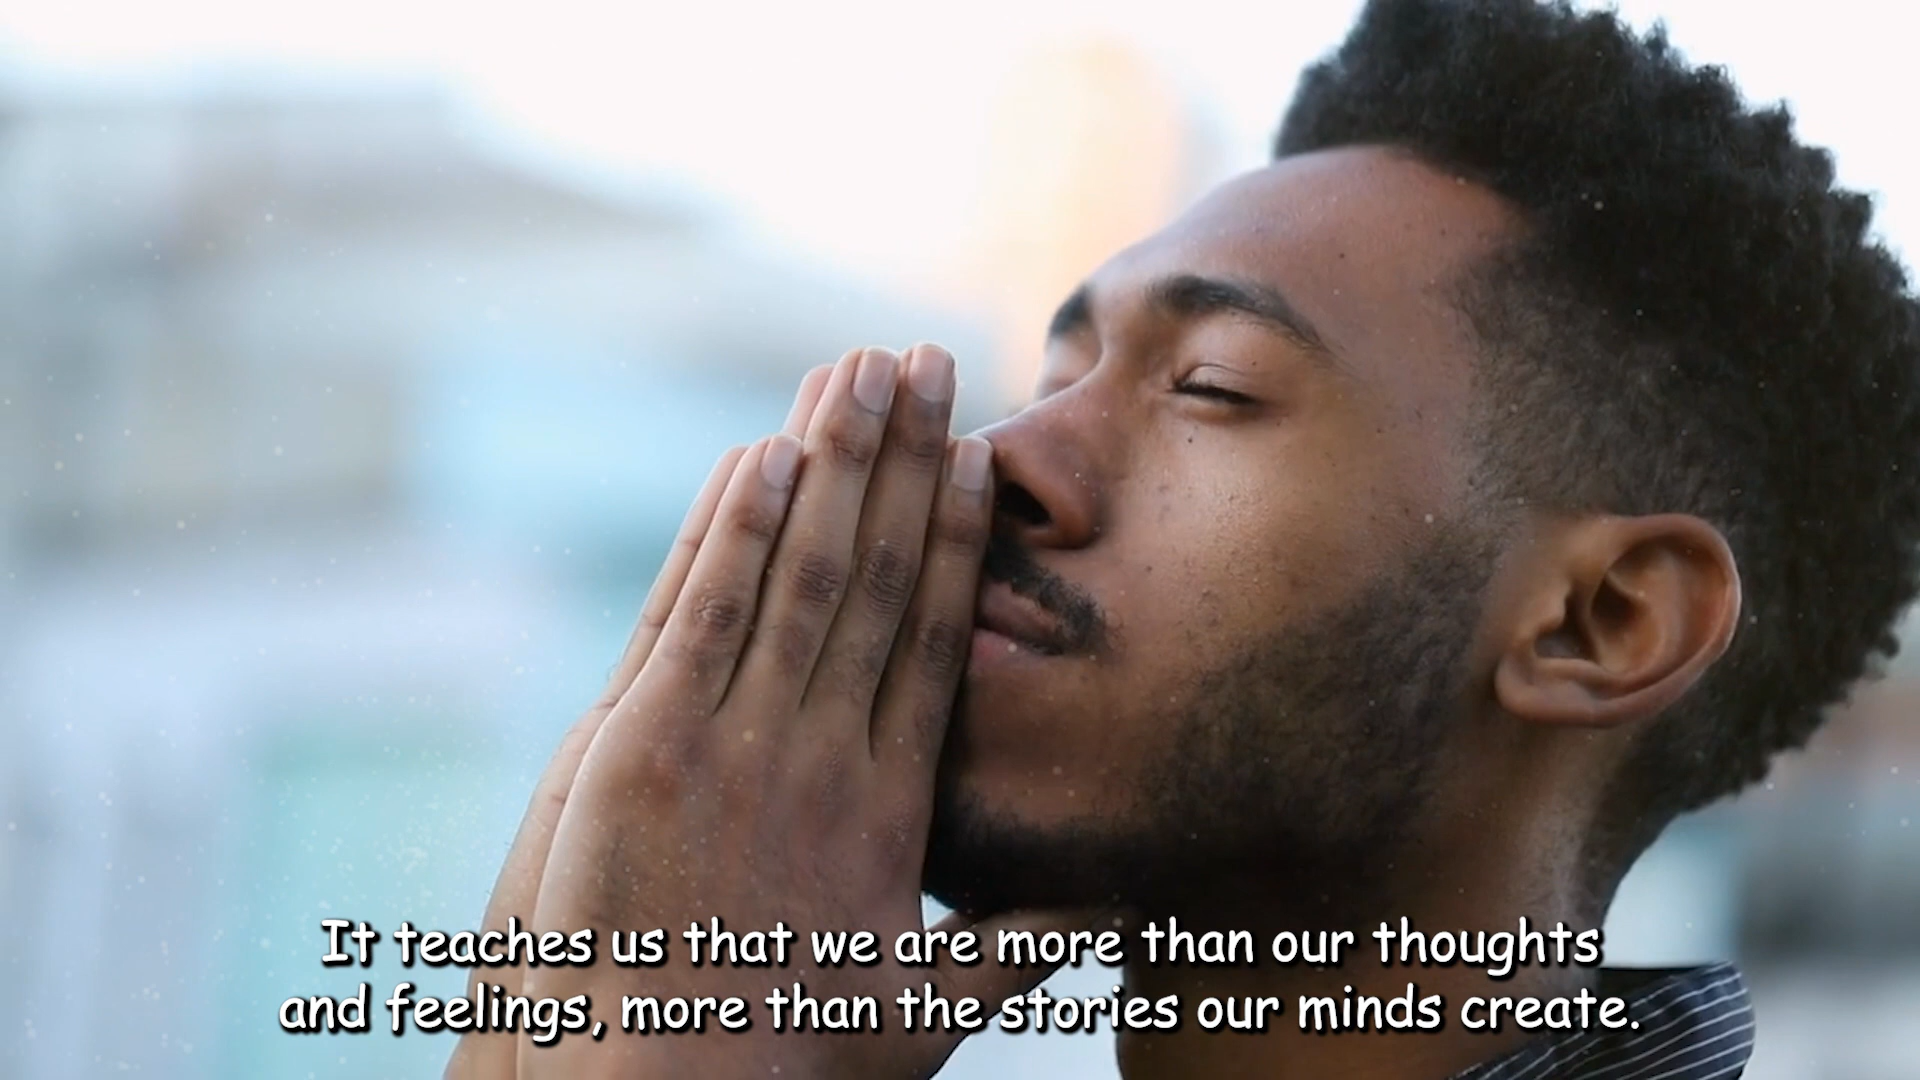 It teaches us that we are more than our thoughts
and feelings, more than the stories our minds create.